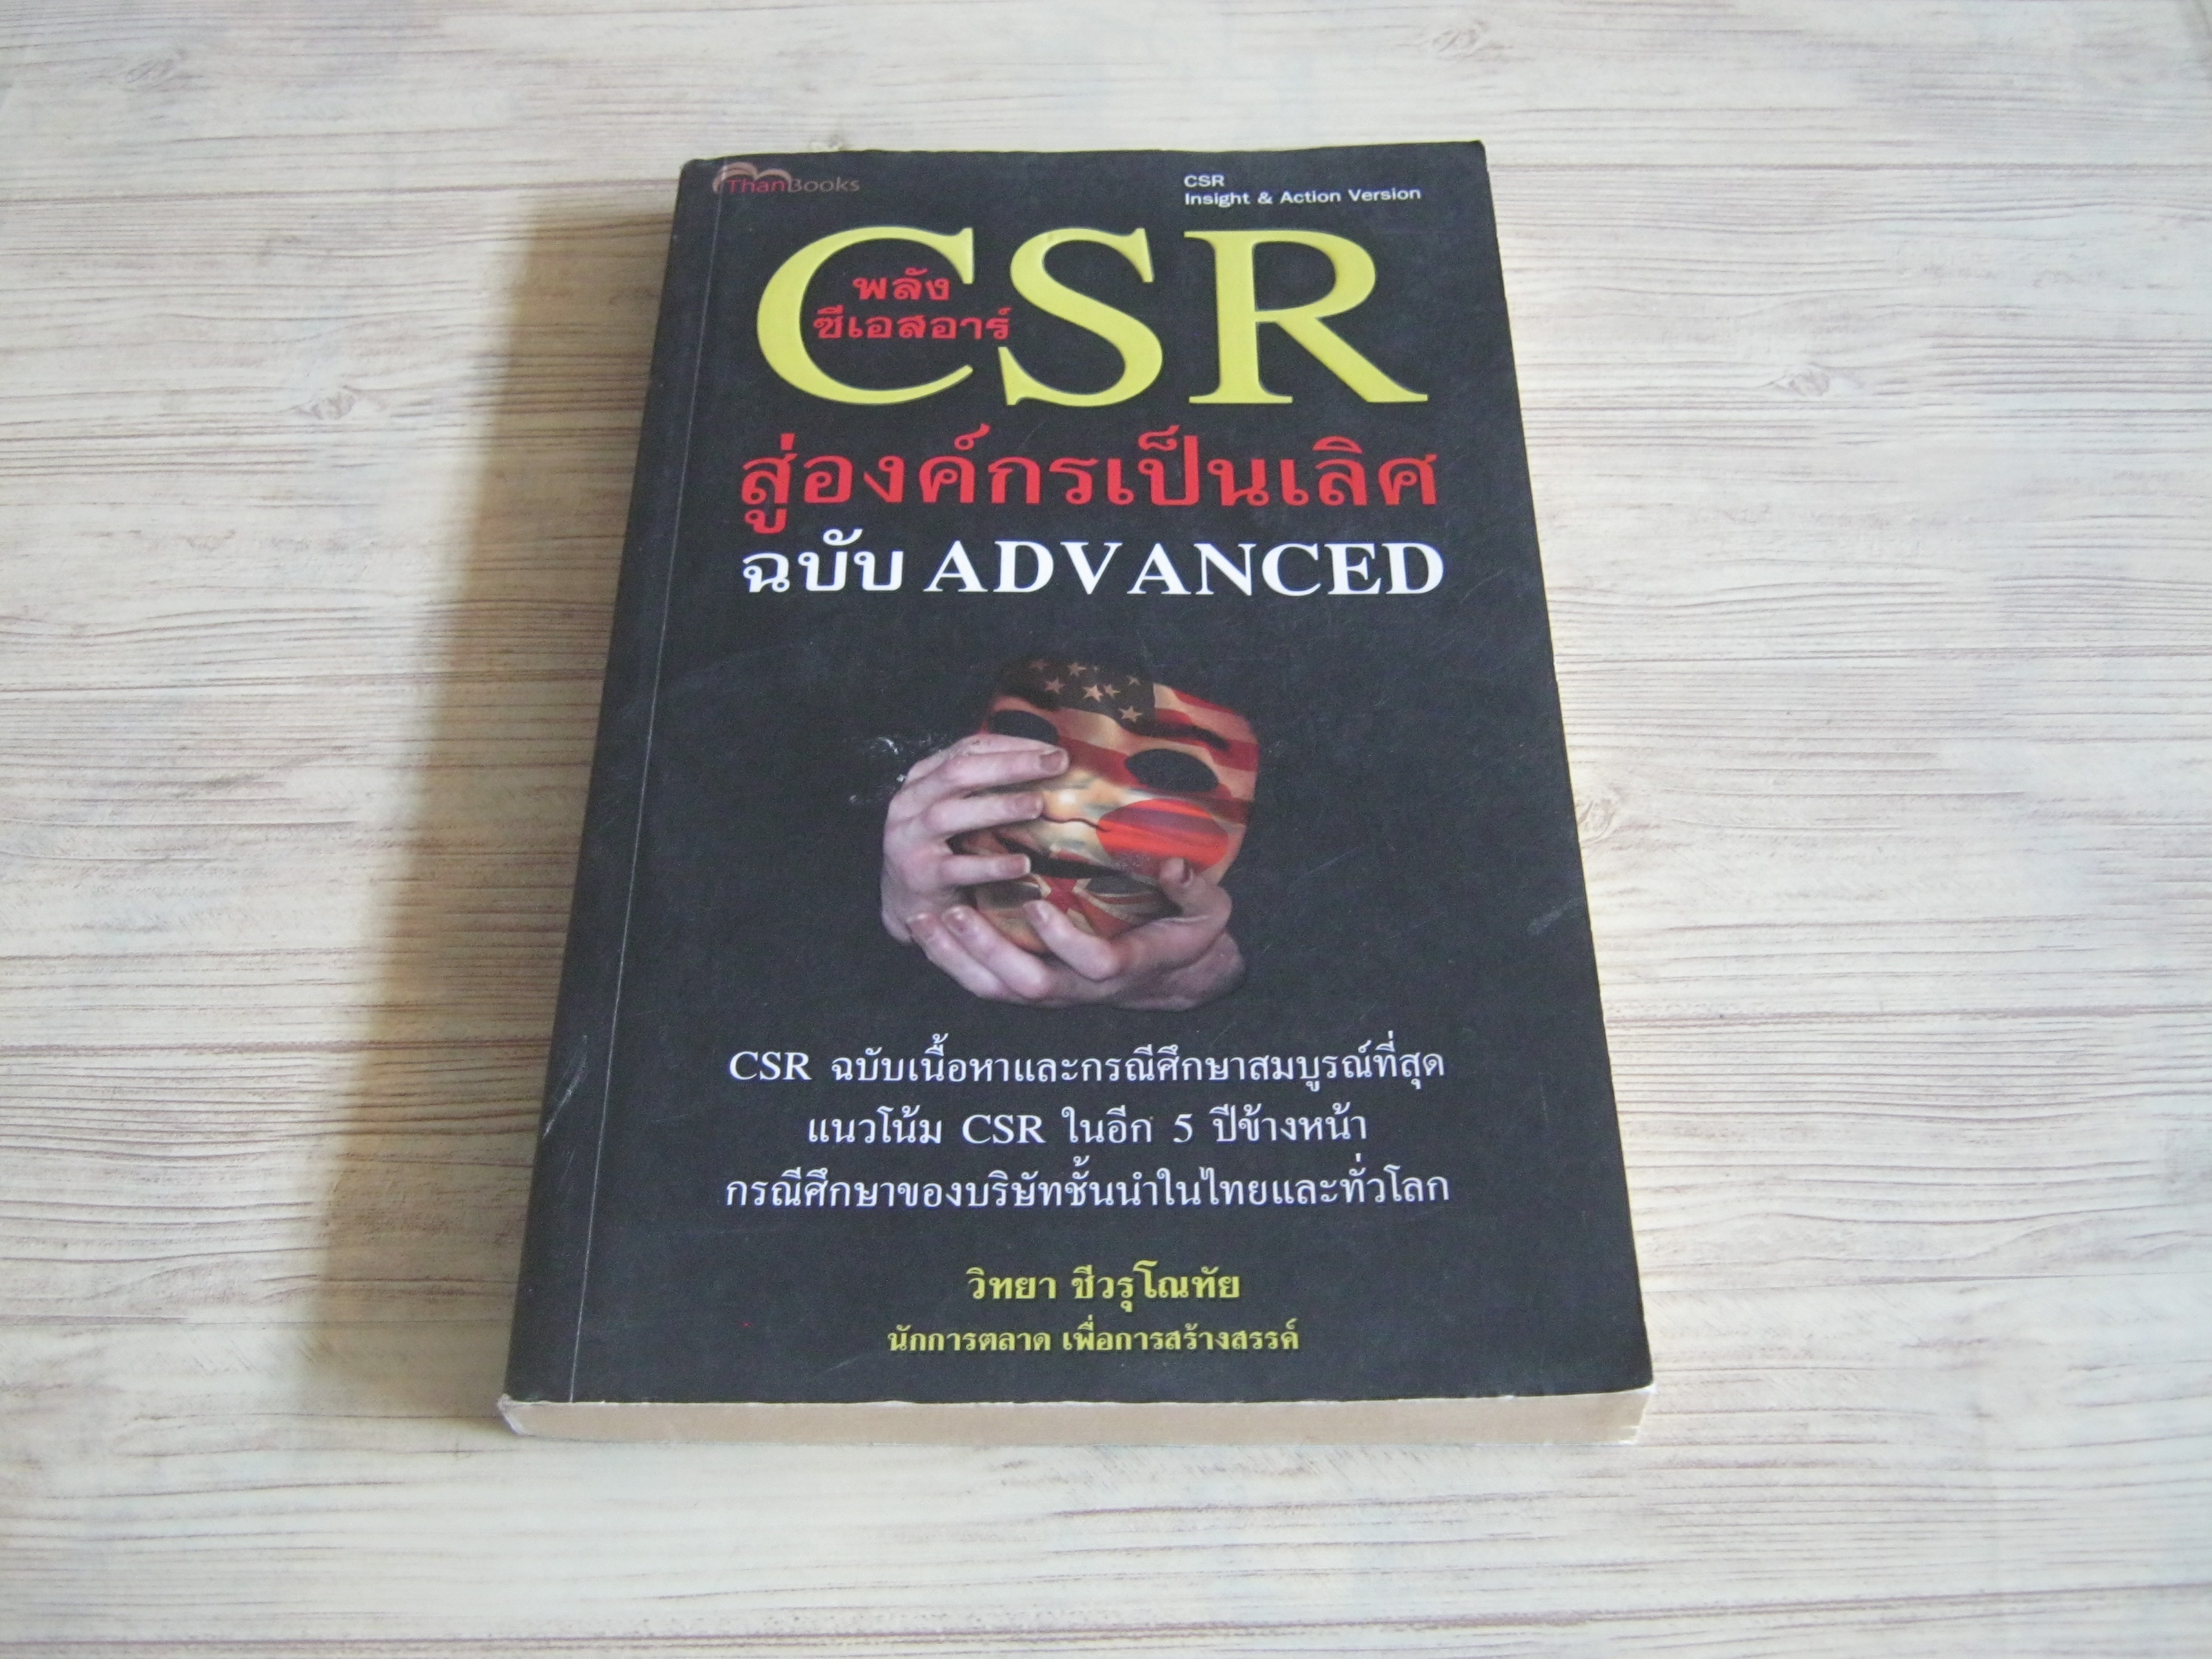 ThanBooks
CSR
Insight & Action Version
CSR
พลัง
ซีเอสอาร์
สู่องค์กรเป็นเลิศ
ฉบับ ADVANCED
CSR ฉบับเนื้อหาและกรณีศึกษาสมบูรณ์ที่สุด
แนวโน้ม CSR ในอีก 5 ปีข้างหน้า
กรณีศึกษาของบริษัทชั้นนำในไทยและทั่วโลก
วิทยา ชีวรุโณทัย
นักการตลาด เพื่อการสร้างสรรค์